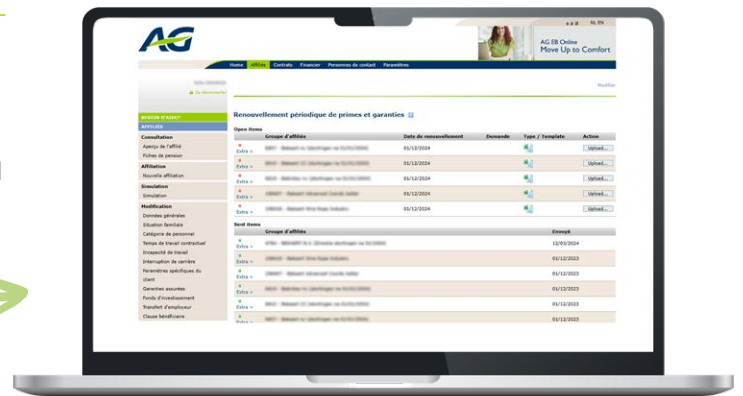 a a a NL EN
AG
AG EB Online
Move Up to Comfort
Home Affiliés Contrats Financier Personnes de contact Paramètres
Se déconnecter
Modifier
BESOIN D'AIDE?
AFFILIÉS
Consultation
Aperçu de l'affilié
Fiches de pension
Affiliation
Nouvelle affiliation
Simulation
Simulation
Modification
Données générales
Situation familiale
Catégorie de personnel
Temps de travail contractuel
Incapacité de travail
Interruption de carrière
Paramètres spécifiques du
client
Garanties assurées
Fonds d'investissement
Transfert d'employeur
Clause bénéficiaire
Renouvellement périodique de primes et garanties
Open items
Groupe d'affiliés Date de renouvellement Demande Type / Template Action
Extra 01/12/2024 Upload...
Extra 01/12/2024 Upload...
Extra 01/12/2024 Upload...
Extra 01/12/2024 Upload...
Extra 01/12/2024 Upload...
Sent items
Groupe d'affiliés Envoyé
Extra 12/03/2024
Extra 01/12/2023
Extra 01/12/2023
Extra 01/12/2023
Extra 01/12/2023
Extra 01/12/2023